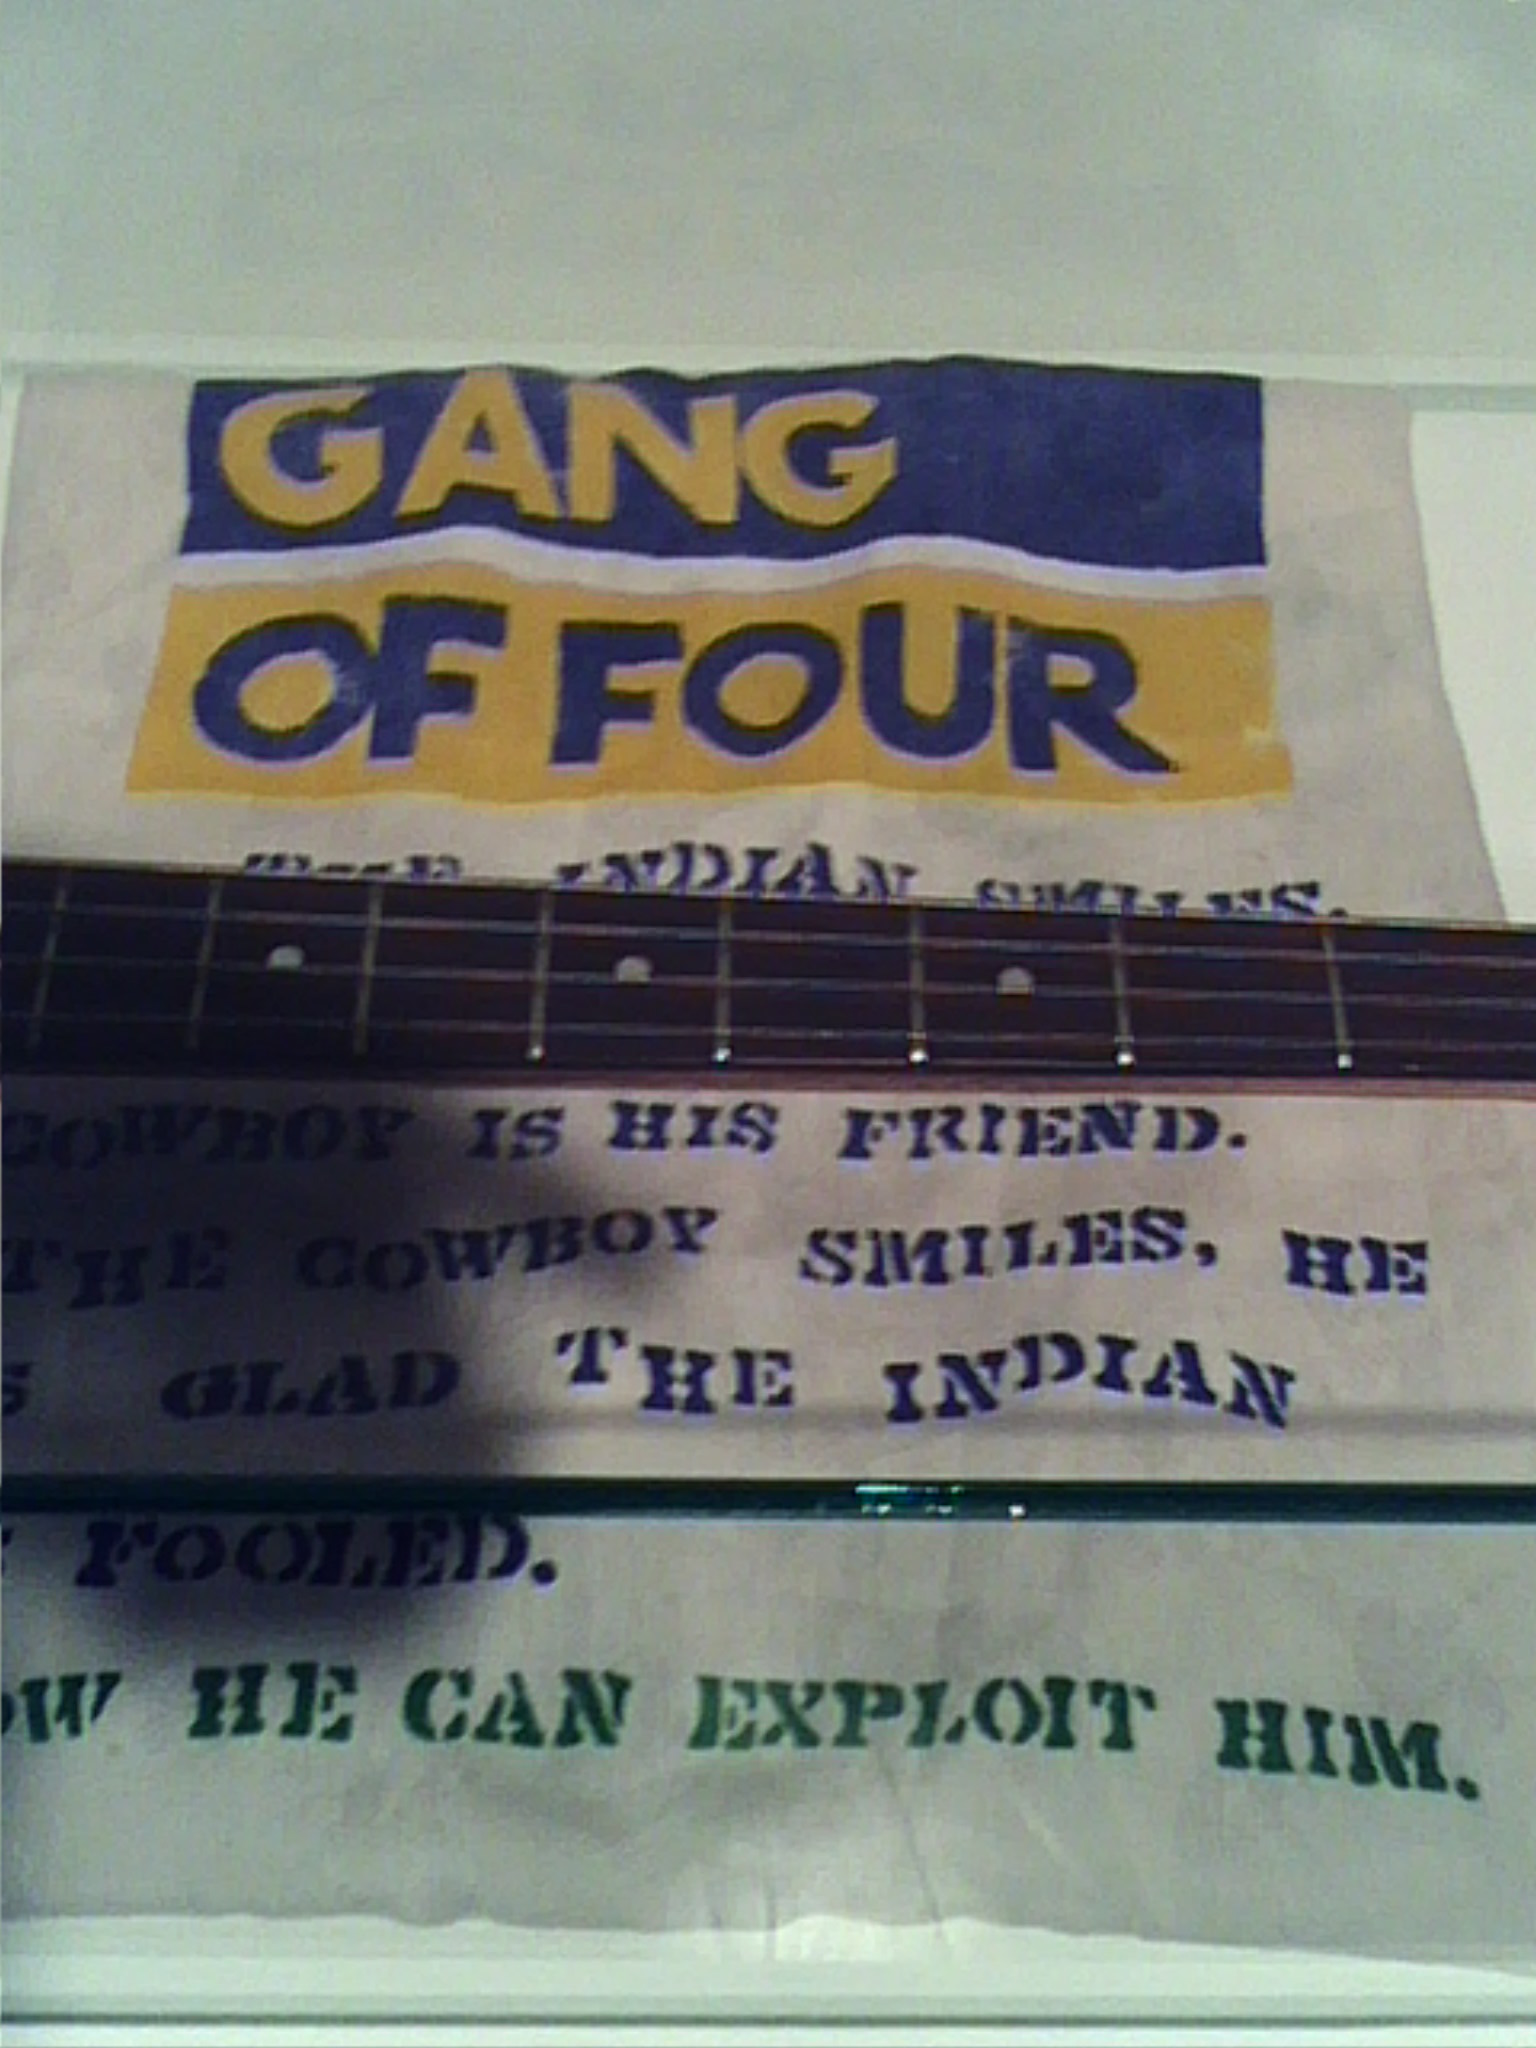 GANG
OF FOUR
THE INDIAN SMILES,
COWBOY IS HIS FRIEND.
THE COWBOY SMILES, HE
GLAD THE INDIAN
FOOLED.
HE CAN EXPLOIT HIM.